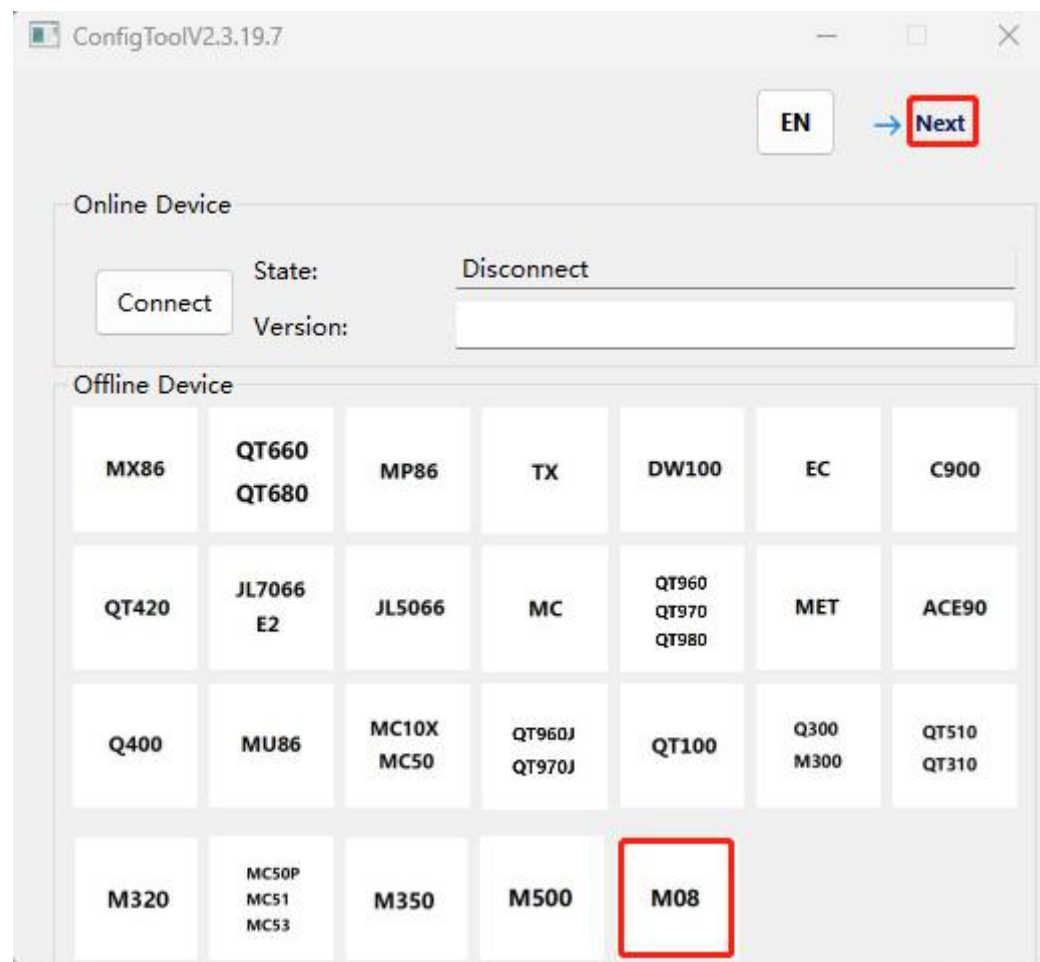 ConfigToolV2.3.19.7
EN
→ Next
Online Device
Connect
State:
Disconnect
Version:
Offline Device
MX86
QT660
QT680
MP86
TX
DW100
EC
C900
QT420
JL7066
E2
JL5066
MC
QT960
QT970
QT980
MET
ACE90
Q400
MU86
MC10X
MC50
QT960J
QT970J
QT100
Q300
M300
QT510
QT310
M320
MC50P
MC51
MC53
M350
M500
M08